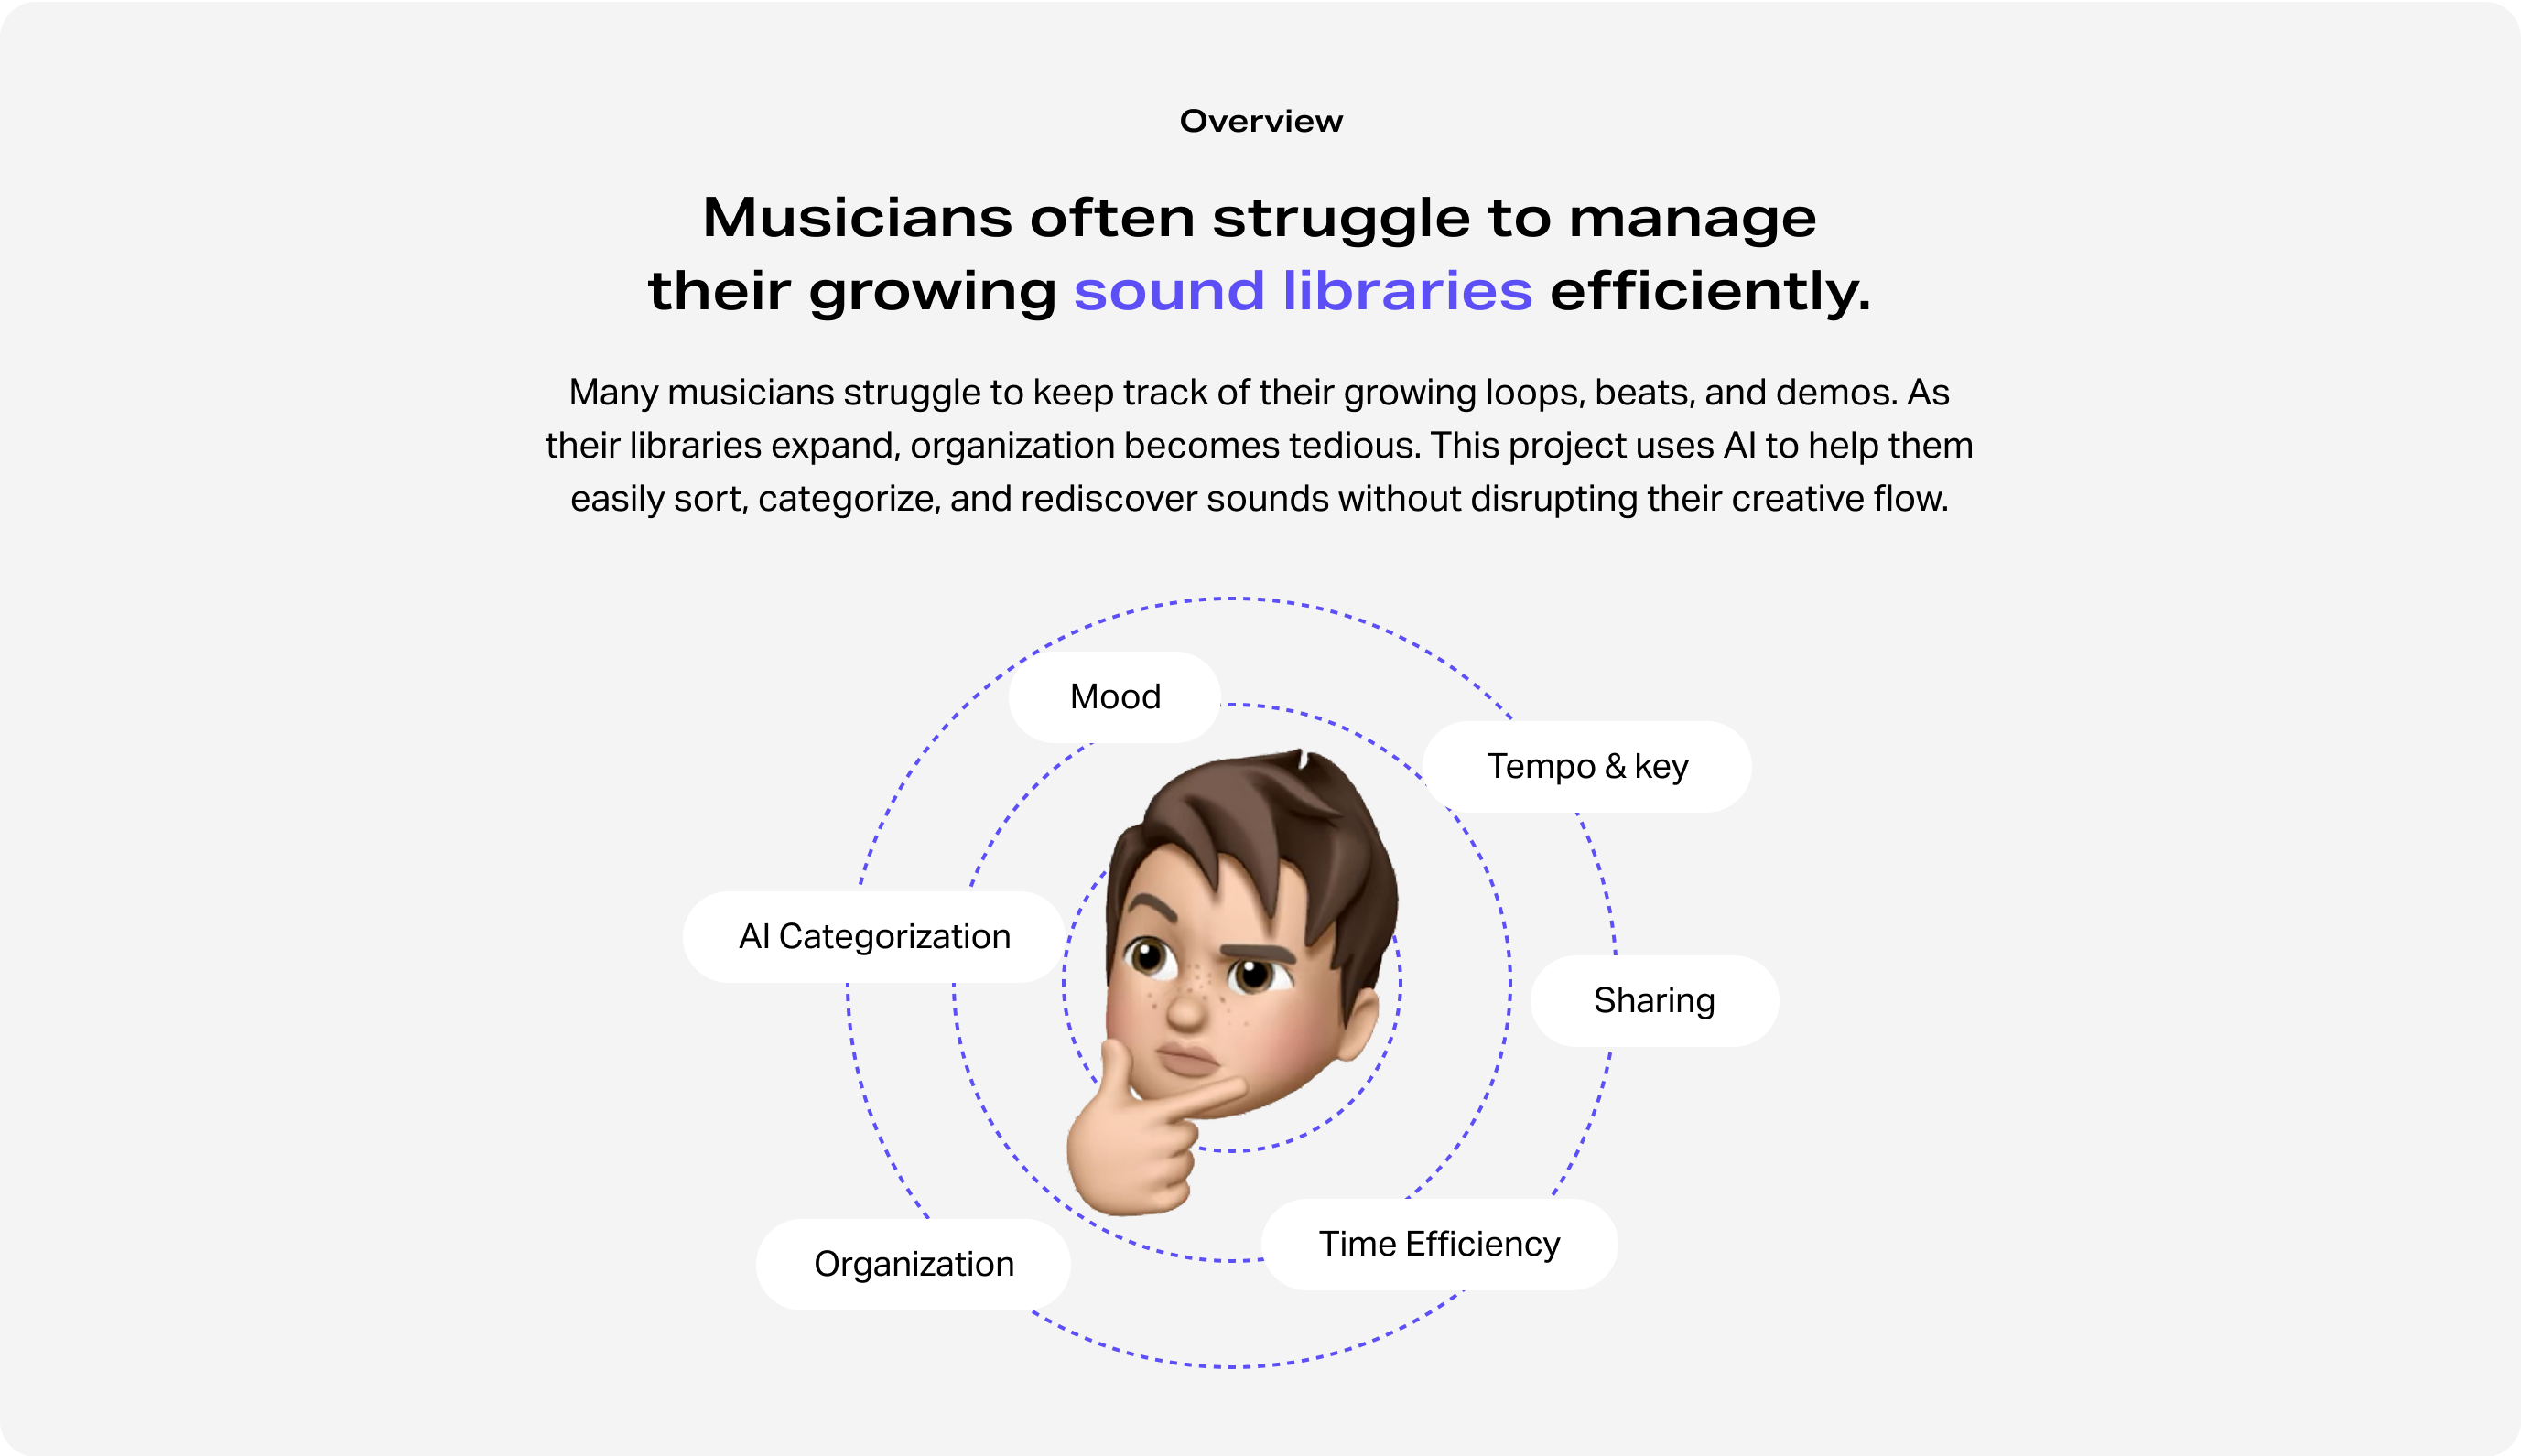 Overview
Musicians often struggle to manage
their growing sound libraries efficiently.
Many musicians struggle to keep track of their growing loops, beats, and demos. As
their libraries expand, organization becomes tedious. This project uses AI to help them
easily sort, categorize, and rediscover sounds without disrupting their creative flow.
Mood
Tempo & key
AI Categorization
Sharing
Time Efficiency
Organization